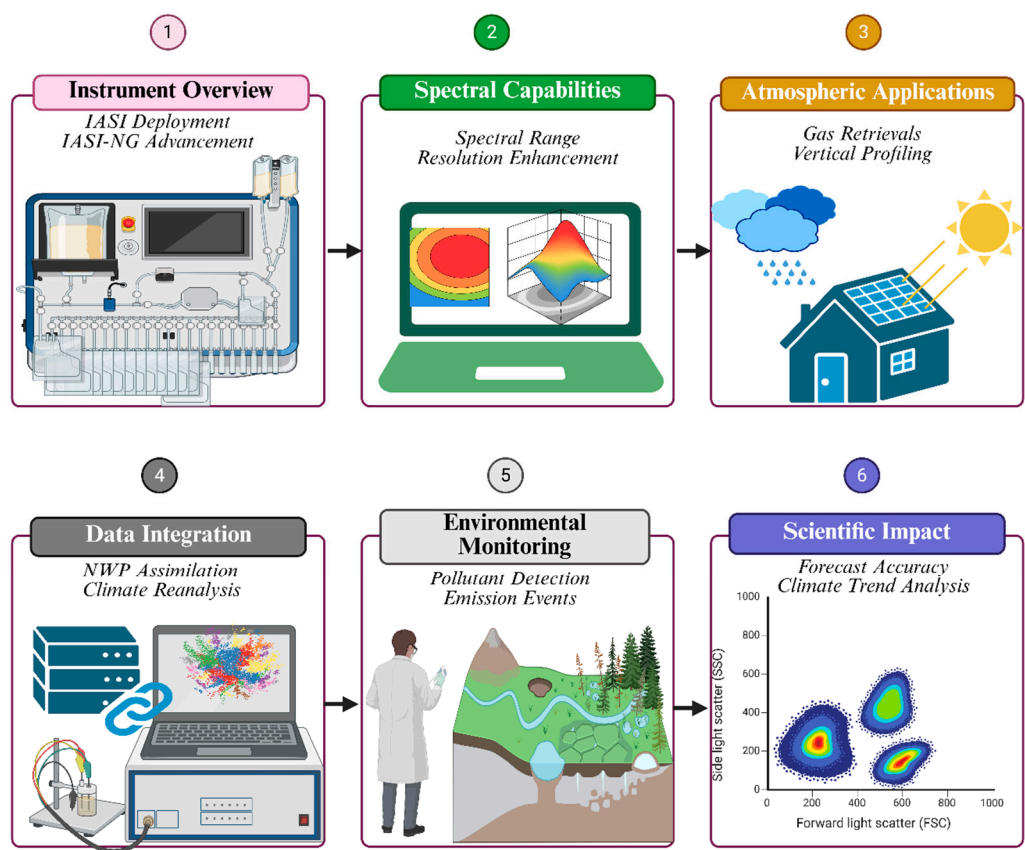 1
2
3
Instrument Overview
IASI Deployment
IASI-NG Advancement
Spectral Capabilities
Spectral Range
Resolution Enhancement
Atmospheric Applications
Gas Retrievals
Vertical Profiling
4
5
6
Data Integration
NWP Assimilation
Climate Reanalysis
Environmental
Monitoring
Pollutant Detection
Emission Events
Scientific Impact
Forecast Accuracy
Climate Trend Analysis
1000
800
600
400
200
0
Side light scatter (SSC)
0 200 400 600 800 1000
Forward light scatter (FSC)